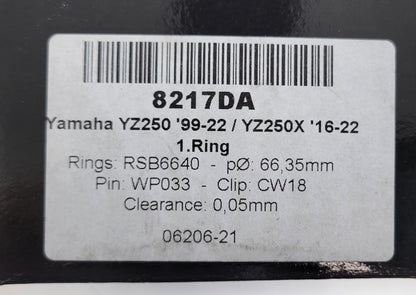 8217DA
Yamaha YZ250 '99-22 / YZ250X '16-22
1.Ring
Rings: RSB6640 - pØ: 66,35mm
Pin: WP033 - Clip: CW18
Clearance: 0,05mm
06206-21